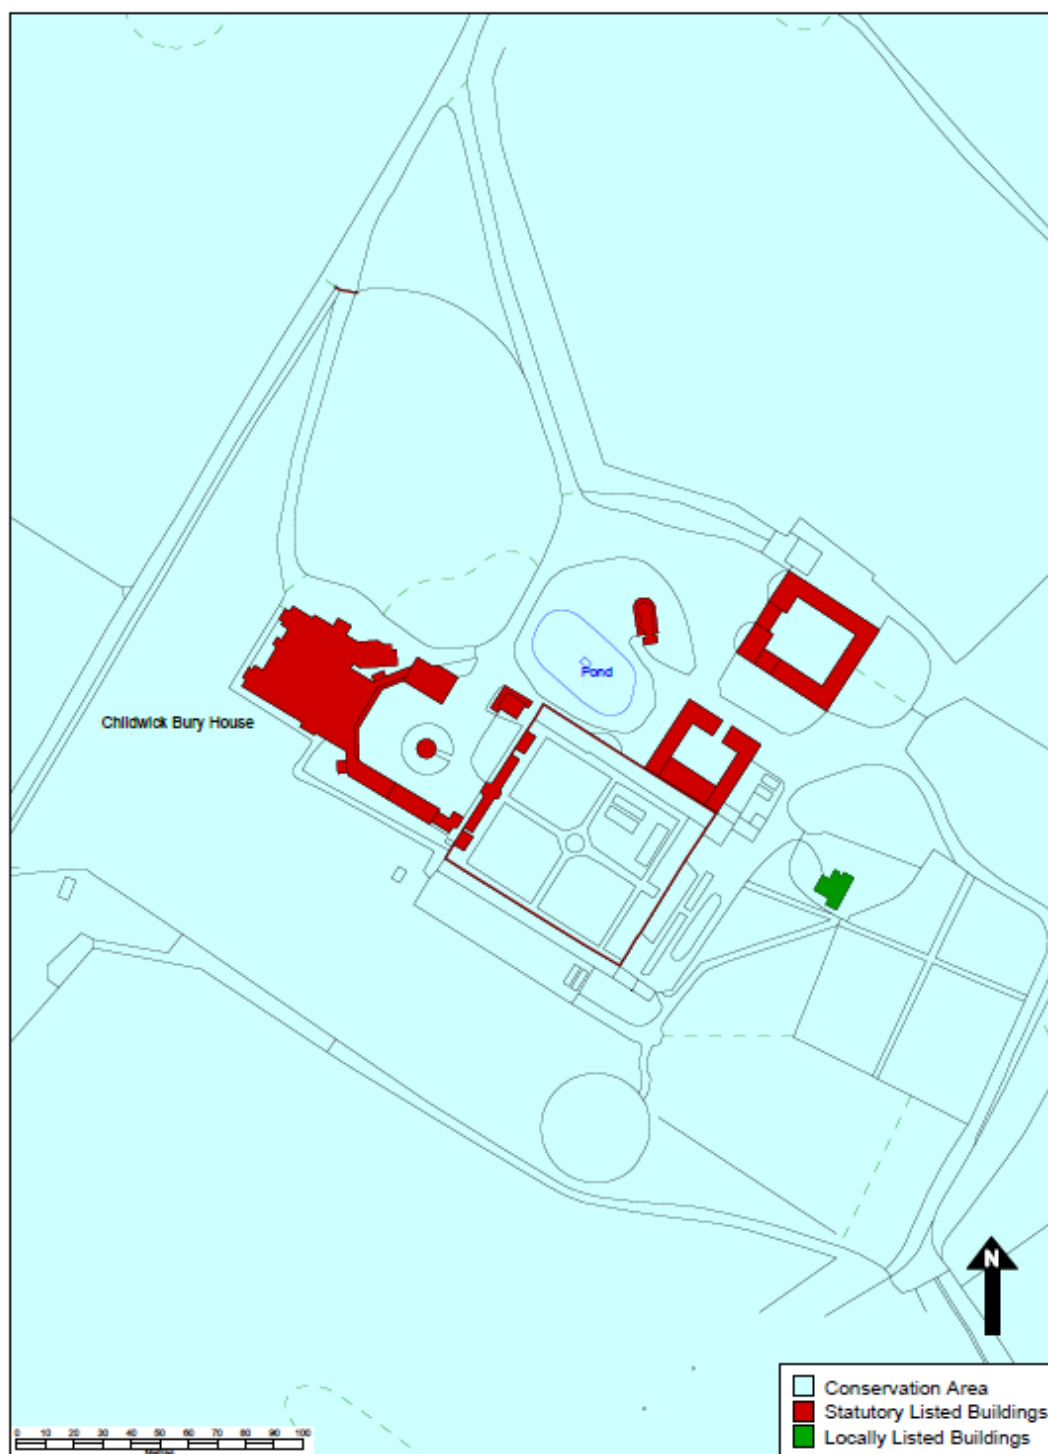 Pond
Childwick Bury House
N
Conservation Area
Statutory Listed Buildings
Locally Listed Buildings
0 10 20 30 40 50 60 70 80 90 100